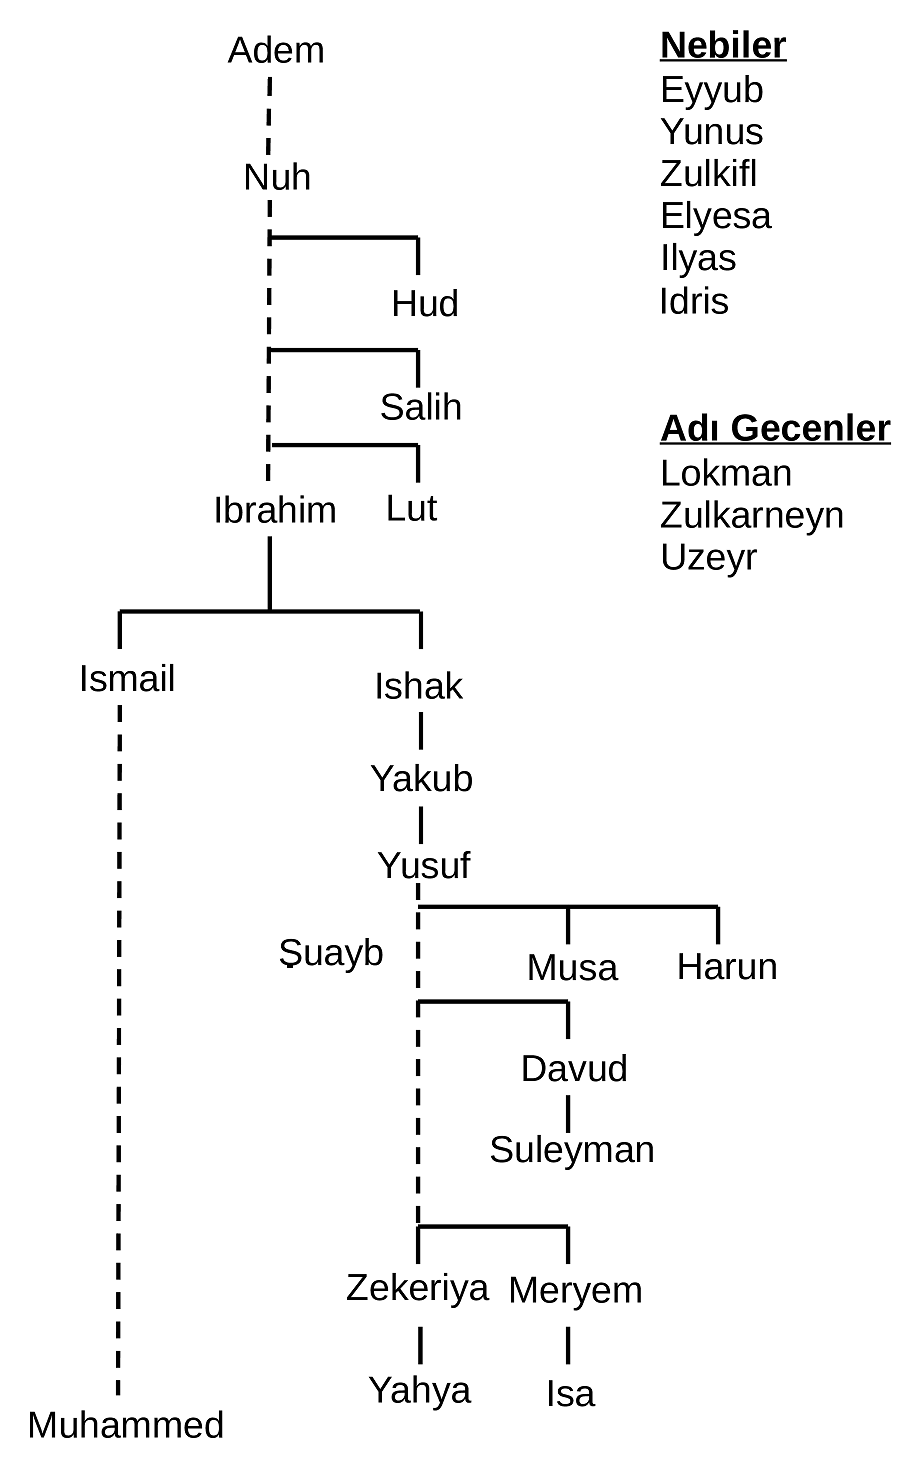 Adem
Nuh
Hud
Salih
Ibrahim
Lut
Ismail
Ishak
Yakub
Yusuf
Şuayb
Musa
Harun
Davud
Suleyman
Zekeriya
Meryem
Yahya
Isa
Muhammed
Nebiler
Eyyub
Yunus
Zulkifl
Elyesa
Ilyas
Idris
Adı Gecenler
Lokman
Zulkarneyn
Uzeyr